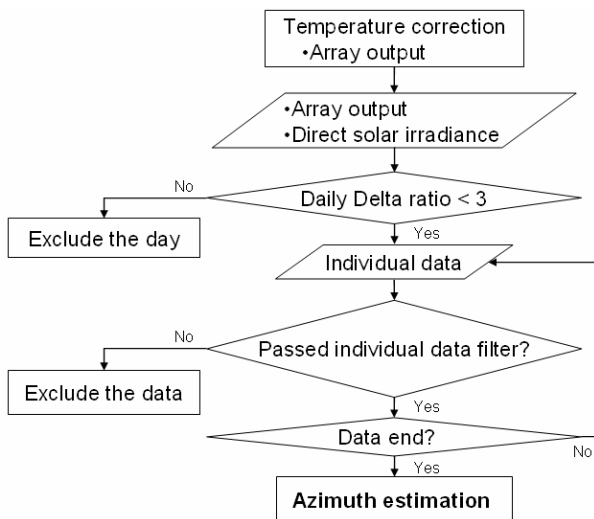 Temperature correction
•Array output
•Array output
•Direct solar irradiance
No
Daily Delta ratio < 3
Exclude the day
Yes
Individual data
No
Passed individual data filter?
Exclude the data
Yes
Data end?
No
Yes
Azimuth estimation